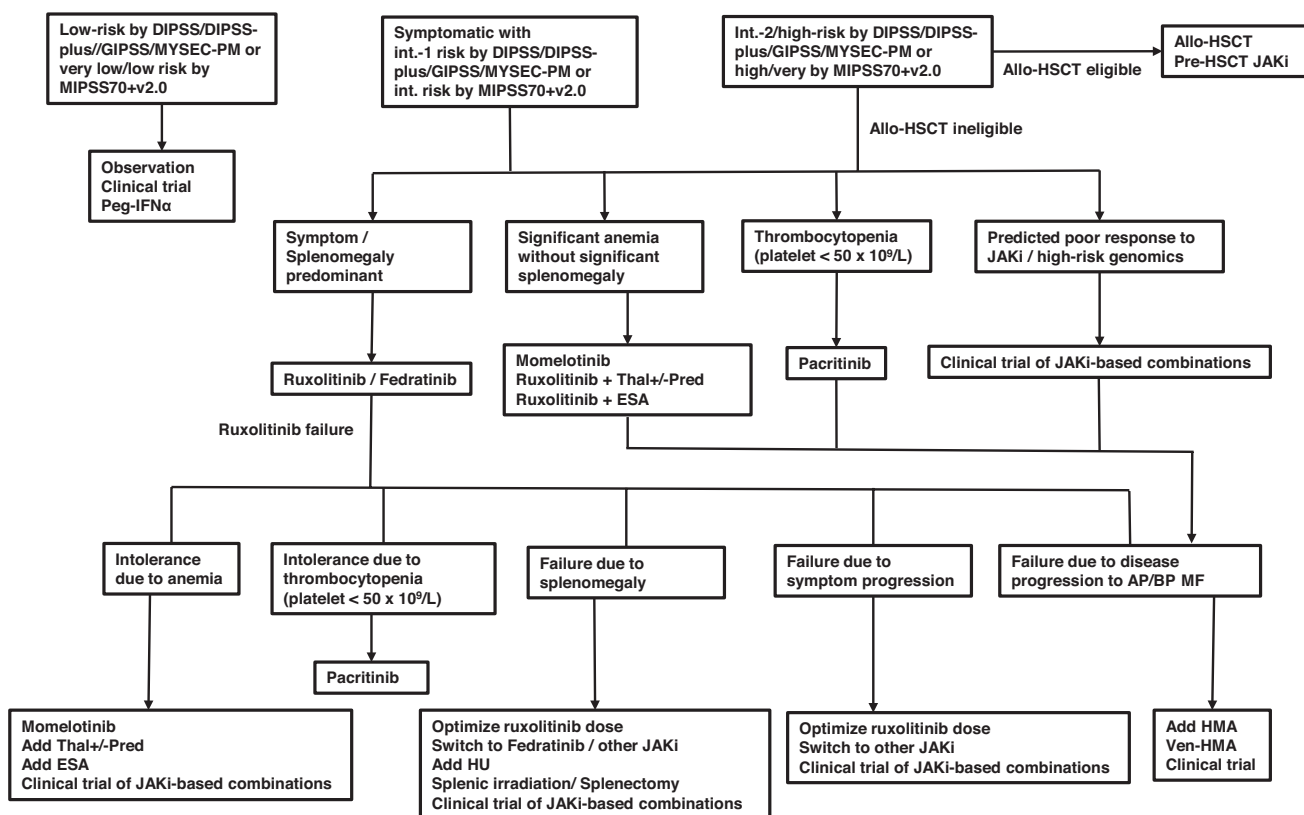 Low-risk by DIPSS/DIPSS-
plus//GIPSS/MYSEC-PM or
very low/low risk by
MIPSS70+v2.0
Symptomatic with
int.-1 risk by DIPSS/DIPSS-
plus/GIPSS/MYSEC-PM or
int. risk by MIPSS70+v2.0
Int.-2/high-risk by DIPSS/DIPSS-
plus/GIPSS/MYSEC-PM or
high/very by MIPSS70+v2.0
Allo-HSCT eligible
Allo-HSCT
Pre-HSCT JAKi
Allo-HSCT ineligible
Observation
Clinical trial
Peg-IFNα
Symptom /
Splenomegaly
predominant
Significant anemia
without significant
splenomegaly
Thrombocytopenia
(platelet < 50 x 10⁹/L)
Predicted poor response to
JAKi / high-risk genomics
Ruxolitinib / Fedratinib
Momelotinib
Ruxolitinib + Thal+/-Pred
Ruxolitinib + ESA
Pacritinib
Clinical trial of JAKi-based combinations
Ruxolitinib failure
Intolerance
due to anemia
Intolerance due to
thrombocytopenia
(platelet < 50 x 10⁹/L)
Failure due to
splenomegaly
Failure due to
symptom progression
Failure due to disease
progression to AP/BP MF
Pacritinib
Momelotinib
Add Thal+/-Pred
Add ESA
Clinical trial of JAKi-based combinations
Optimize ruxolitinib dose
Switch to Fedratinib / other JAKi
Add HU
Splenic irradiation/ Splenectomy
Clinical trial of JAKi-based combinations
Optimize ruxolitinib dose
Switch to other JAKi
Clinical trial of JAKi-based combinations
Add HMA
Ven-HMA
Clinical trial